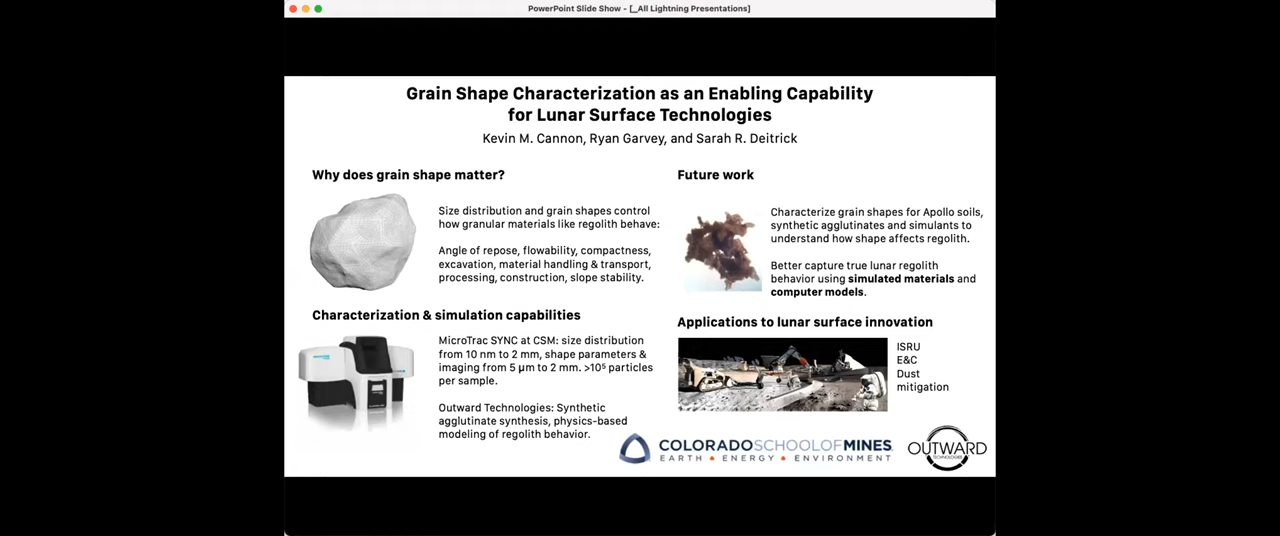 PowerPoint Slide Show - [_All Lightning Presentations]
Grain Shape Characterization as an Enabling Capability
for Lunar Surface Technologies
Kevin M. Cannon, Ryan Garvey, and Sarah R. Deitrick
Why does grain shape matter?
Size distribution and grain shapes control
how granular materials like regolith behave:
Angle of repose, flowability, compactness,
excavation, material handling & transport,
processing, construction, slope stability.
Characterization & simulation capabilities
MicroTrac SYNC at CSM: size distribution
from 10 nm to 2 mm, shape parameters &
imaging from 5 μm to 2 mm. >10⁵ particles
per sample.
Outward Technologies: Synthetic
agglutinate synthesis, physics-based
modeling of regolith behavior.
Future work
Characterize grain shapes for Apollo soils,
synthetic agglutinates and simulants to
understand how shape affects regolith.
Better capture true lunar regolith
behavior using simulated materials and
computer models.
Applications to lunar surface innovation
ISRU
E&C
Dust
mitigation
COLORADOSCHOOLOFMINES
EARTH • ENERGY • ENVIRONMENT
OUTWARD
TECHNOLOGIES